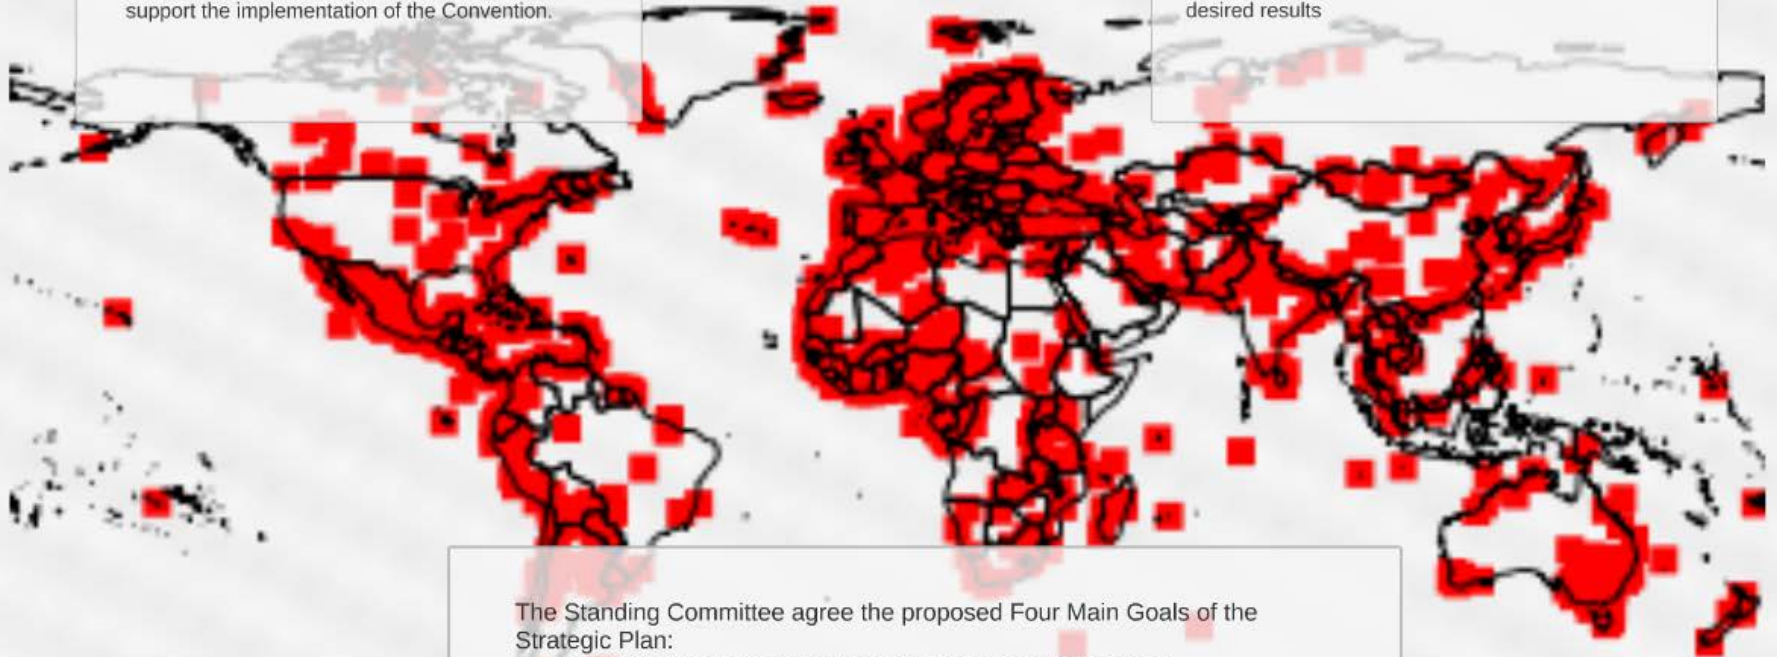 support the implementation of the Convention.
desired results
The Standing Committee agree the proposed Four Main Goals of the
Strategic Plan: